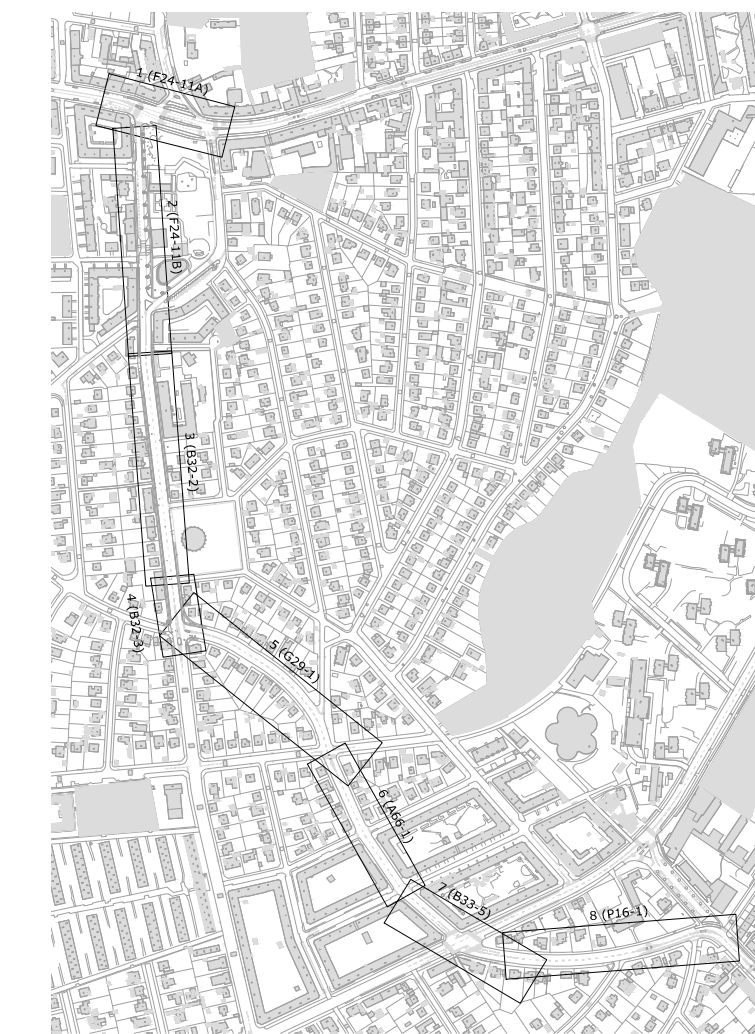 1 (F24-11A)
2 (F24-11B)
3 (B32-2)
4 (B32-3)
5 (G29-1)
6 (A66-1)
7 (B33-5)
8 (P16-1)